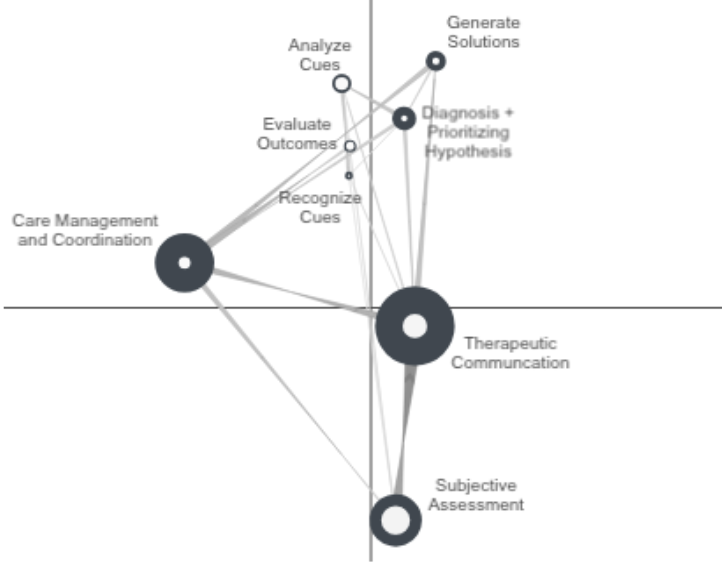 Generate
Solutions
Analyze
Cues
Diagnosis +
Prioritizing
Hypothesis
Evaluate
Outcomes
Recognize
Cues
Care Management
and Coordination
Therapeutic
Communcation
Subjective
Assessment